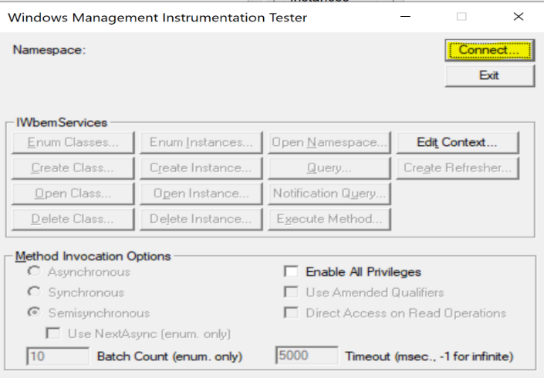 Windows Management Instrumentation Tester
Namespace:
Connect...
Exit
IWbemServices
Enum Classes... Enum Instances... Open Namespace... Edit Context...
Create Class... Create Instance... Query... Create Refresher...
Open Class... Open Instance... Notification Query...
Delete Class... Delete Instance... Execute Method...
Method Invocation Options
Asynchronous Enable All Privileges
Synchronous Use Amended Qualifiers
Semisynchronous Direct Access on Read Operations
Use NextAsync (enum. only)
10 Batch Count (enum. only) 5000 Timeout (msec., -1 for infinite)